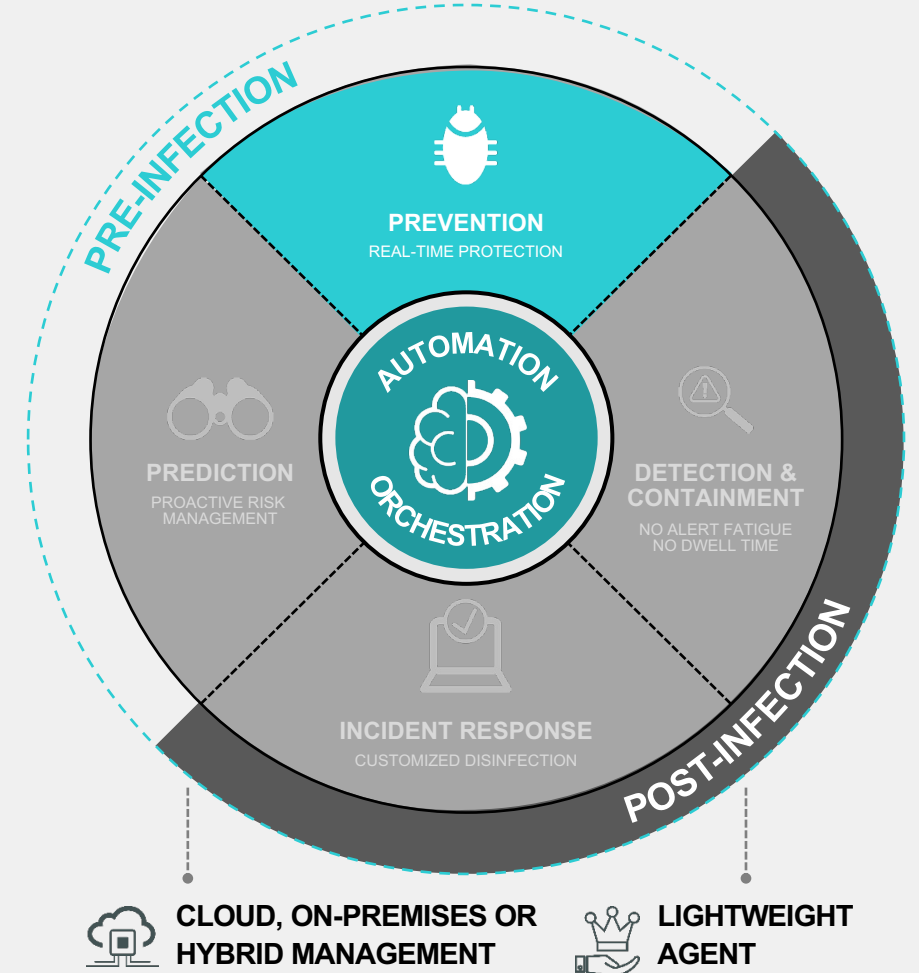 PRE-INFECTION
PREVENTION
REAL-TIME PROTECTION
AUTOMATION
ORCHESTRATION
PREDICTION
PROACTIVE RISK
MANAGEMENT
DETECTION &
CONTAINMENT
NO ALERT FATIGUE
NO DWELL TIME
INCIDENT RESPONSE
CUSTOMIZED DISINFECTION
POST-INFECTION
CLOUD, ON-PREMISES OR
HYBRID MANAGEMENT
LIGHTWEIGHT
AGENT